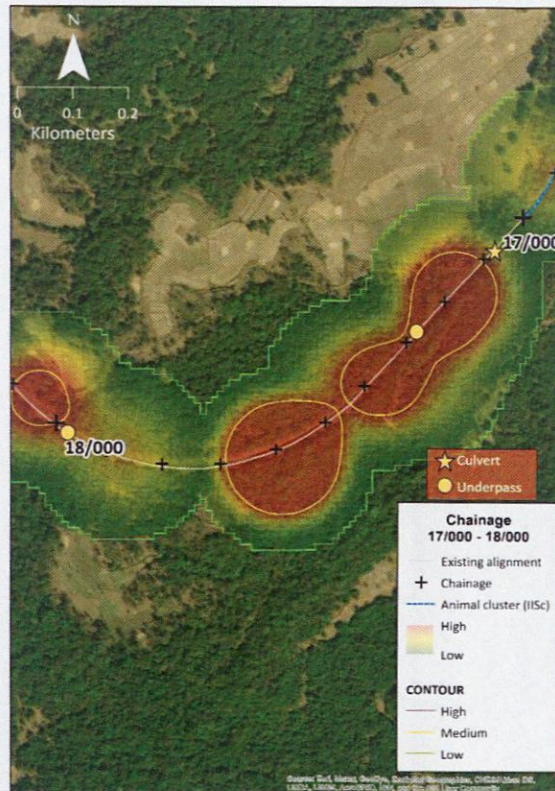 N
0 0.1 0.2
Kilometers
17/000
18/000
Culvert
Underpass
Chainage
17/000 - 18/000
Existing alignment
Chainage
Animal cluster (IISc)
High
Low
CONTOUR
High
Medium
Low